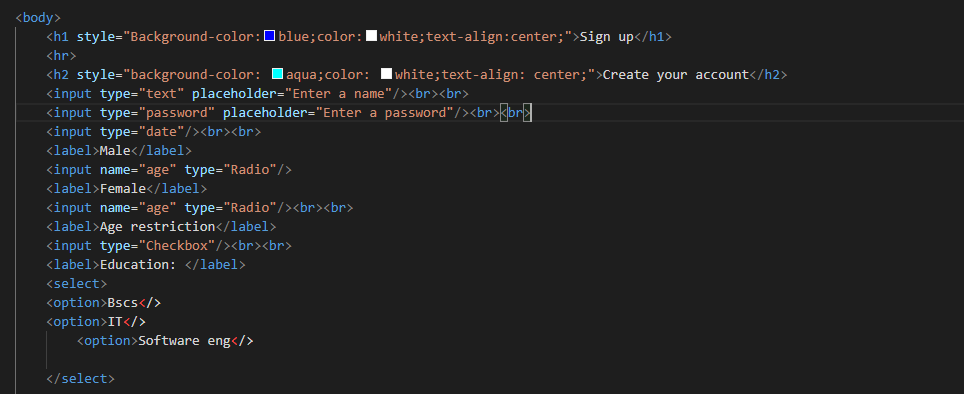 <body>
<h1 style="Background-color:blue;color:white;text-align:center;">Sign up</h1>
<hr>
<h2 style="background-color: aqua;color: white;text-align: center;">Create your account</h2>
<input type="text" placeholder="Enter a name"/><br><br>
<input type="password" placeholder="Enter a password"/><br><br>
<input type="date"/><br><br>
<label>Male</label>
<input name="age" type="Radio"/>
<label>Female</label>
<input name="age" type="Radio"/><br><br>
<label>Age restriction</label>
<input type="Checkbox"/><br><br>
<label>Education: </label>
<select>
<option>Bscs</>
<option>IT</>
<option>Software eng</>
</select>